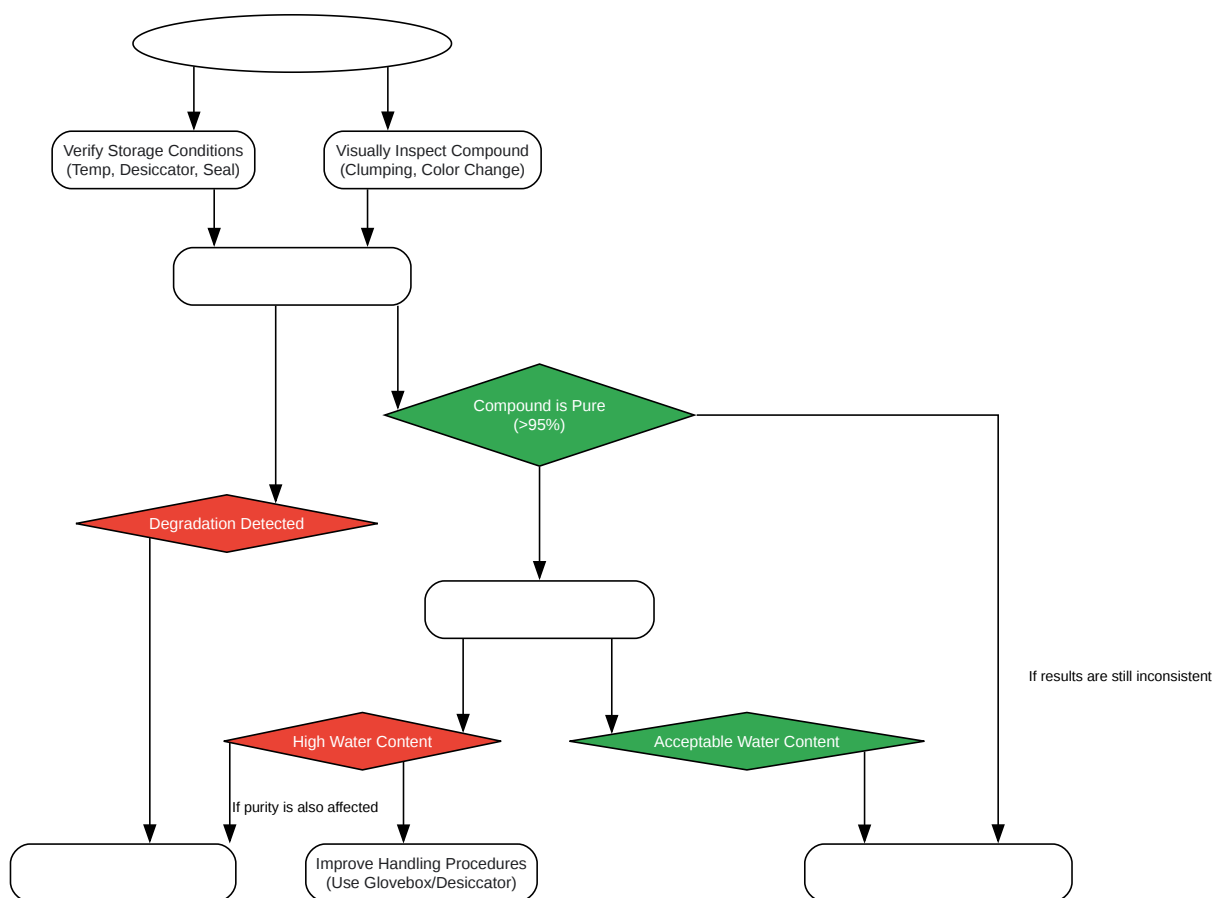 Verify Storage Conditions
(Temp, Desiccator, Seal)
Visually Inspect Compound
(Clumping, Color Change)
Compound is Pure
(>95%)
Degradation Detected
If results are still inconsistent
High Water Content
Acceptable Water Content
If purity is also affected
Improve Handling Procedures
(Use Glovebox/Desiccator)